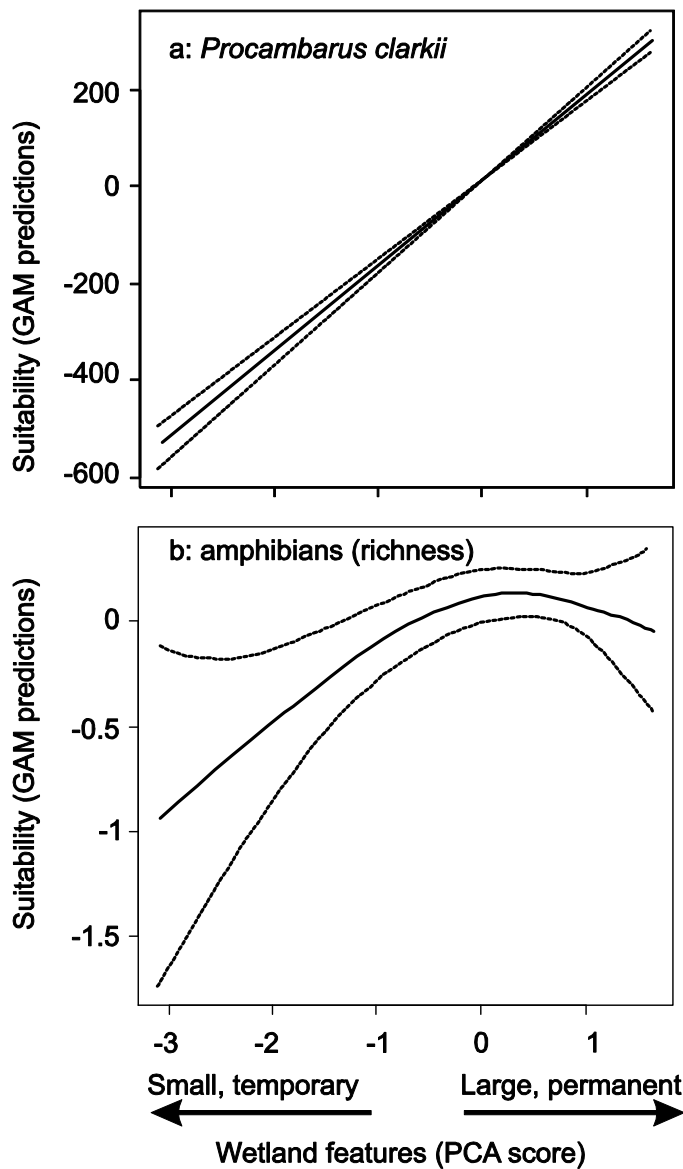 a: Procambarus clarkii
200
0
-200
-400
-600
Suitability (GAM predictions)
b: amphibians (richness)
0
-0.5
-1
-1.5
Suitability (GAM predictions)
-3 -2 -1 0 1
Small, temporary Large, permanent
Wetland features (PCA score)